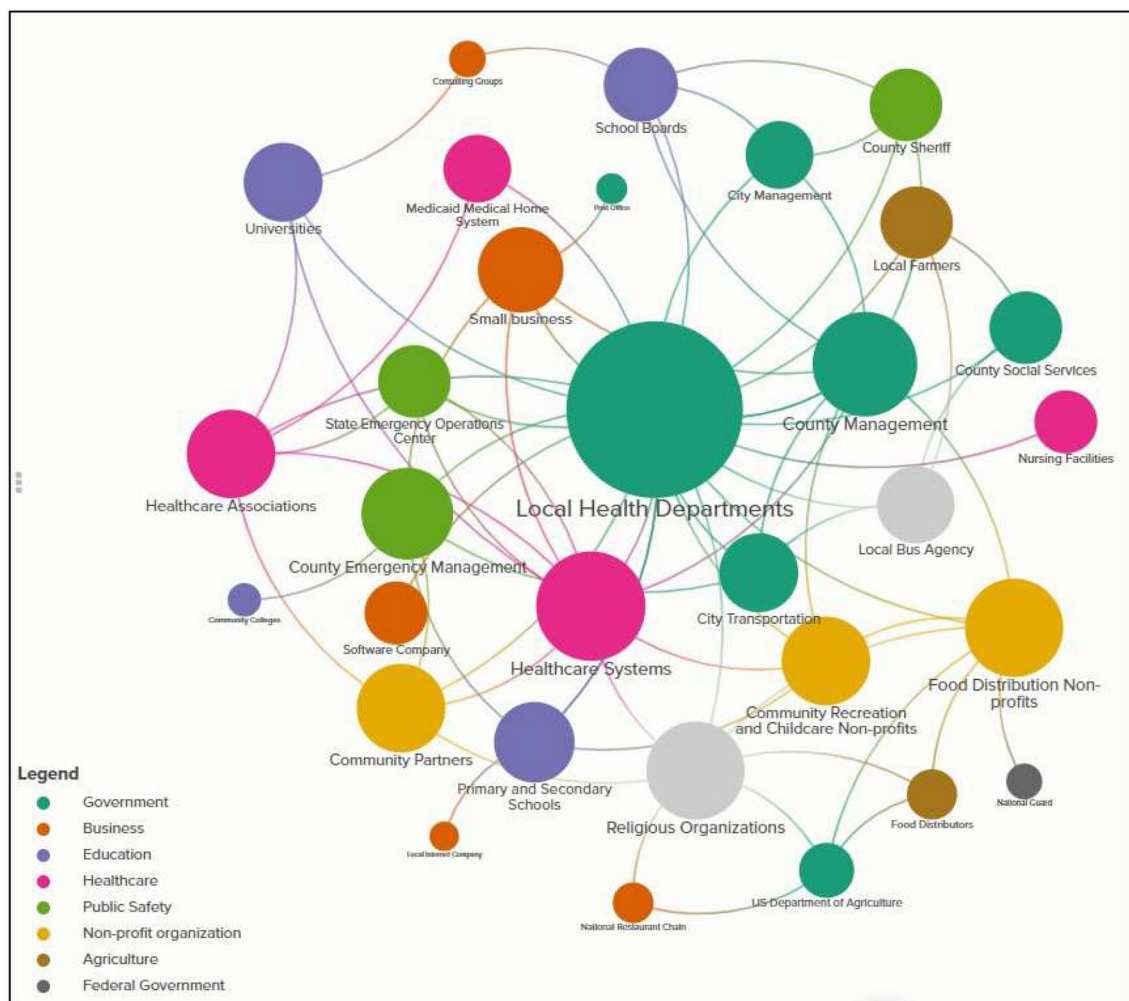 Consulting Groups
School Boards
County Sheriff
City Management
Medicaid Medical Home
System
Post Office
Universities
Local Farmers
Small business
County Social Services
State Emergency Operations
Center
County Management
Nursing Facilities
Healthcare Associations
Local Health Departments
Local Bus Agency
County Emergency Management
Community Colleges
City Transportation
Software Company
Healthcare Systems
Food Distribution Non-
profits
Community Recreation
and Childcare Non-profits
Community Partners
Primary and Secondary
Schools
National Guard
Religious Organizations
Food Distributors
Local Internet Company
US Department of Agriculture
National Restaurant Chain
Legend
Government
Business
Education
Healthcare
Public Safety
Non-profit organization
Agriculture
Federal Government